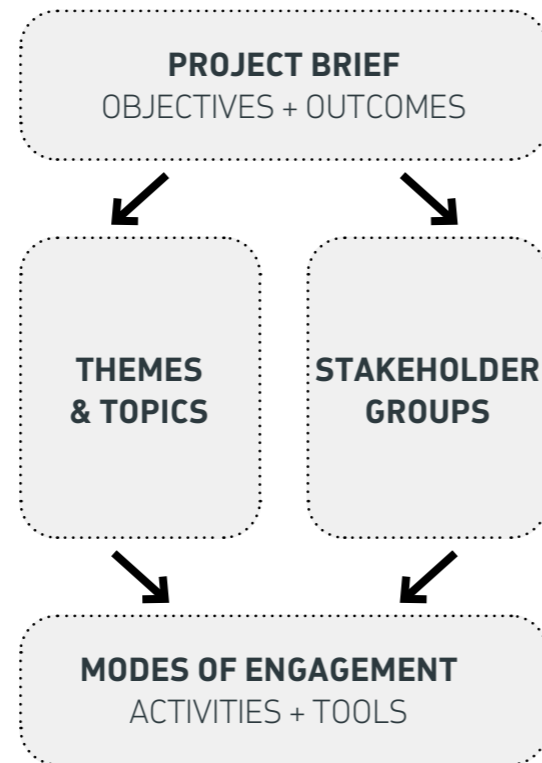 PROJECT BRIEF
OBJECTIVES + OUTCOMES
THEMES
& TOPICS
STAKEHOLDER
GROUPS
MODES OF ENGAGEMENT
ACTIVITIES + TOOLS